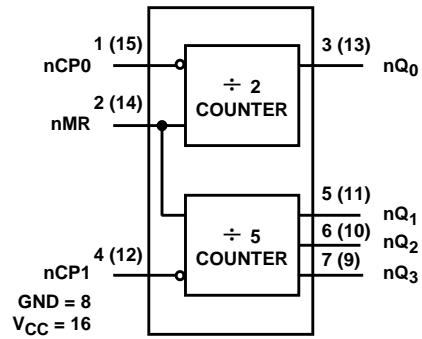 1 (15)
nCP0
÷ 2
COUNTER
3 (13)
nQ0
2 (14)
nMR
÷ 5
COUNTER
5 (11)
nQ1
6 (10)
nQ2
7 (9)
nQ3
4 (12)
nCP1
GND = 8
VCC = 16